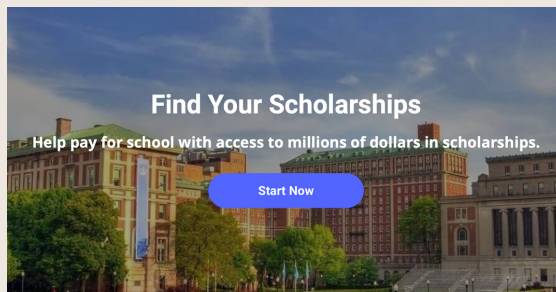 Find Your Scholarships
Help pay for school with access to millions of dollars in scholarships.
Start Now